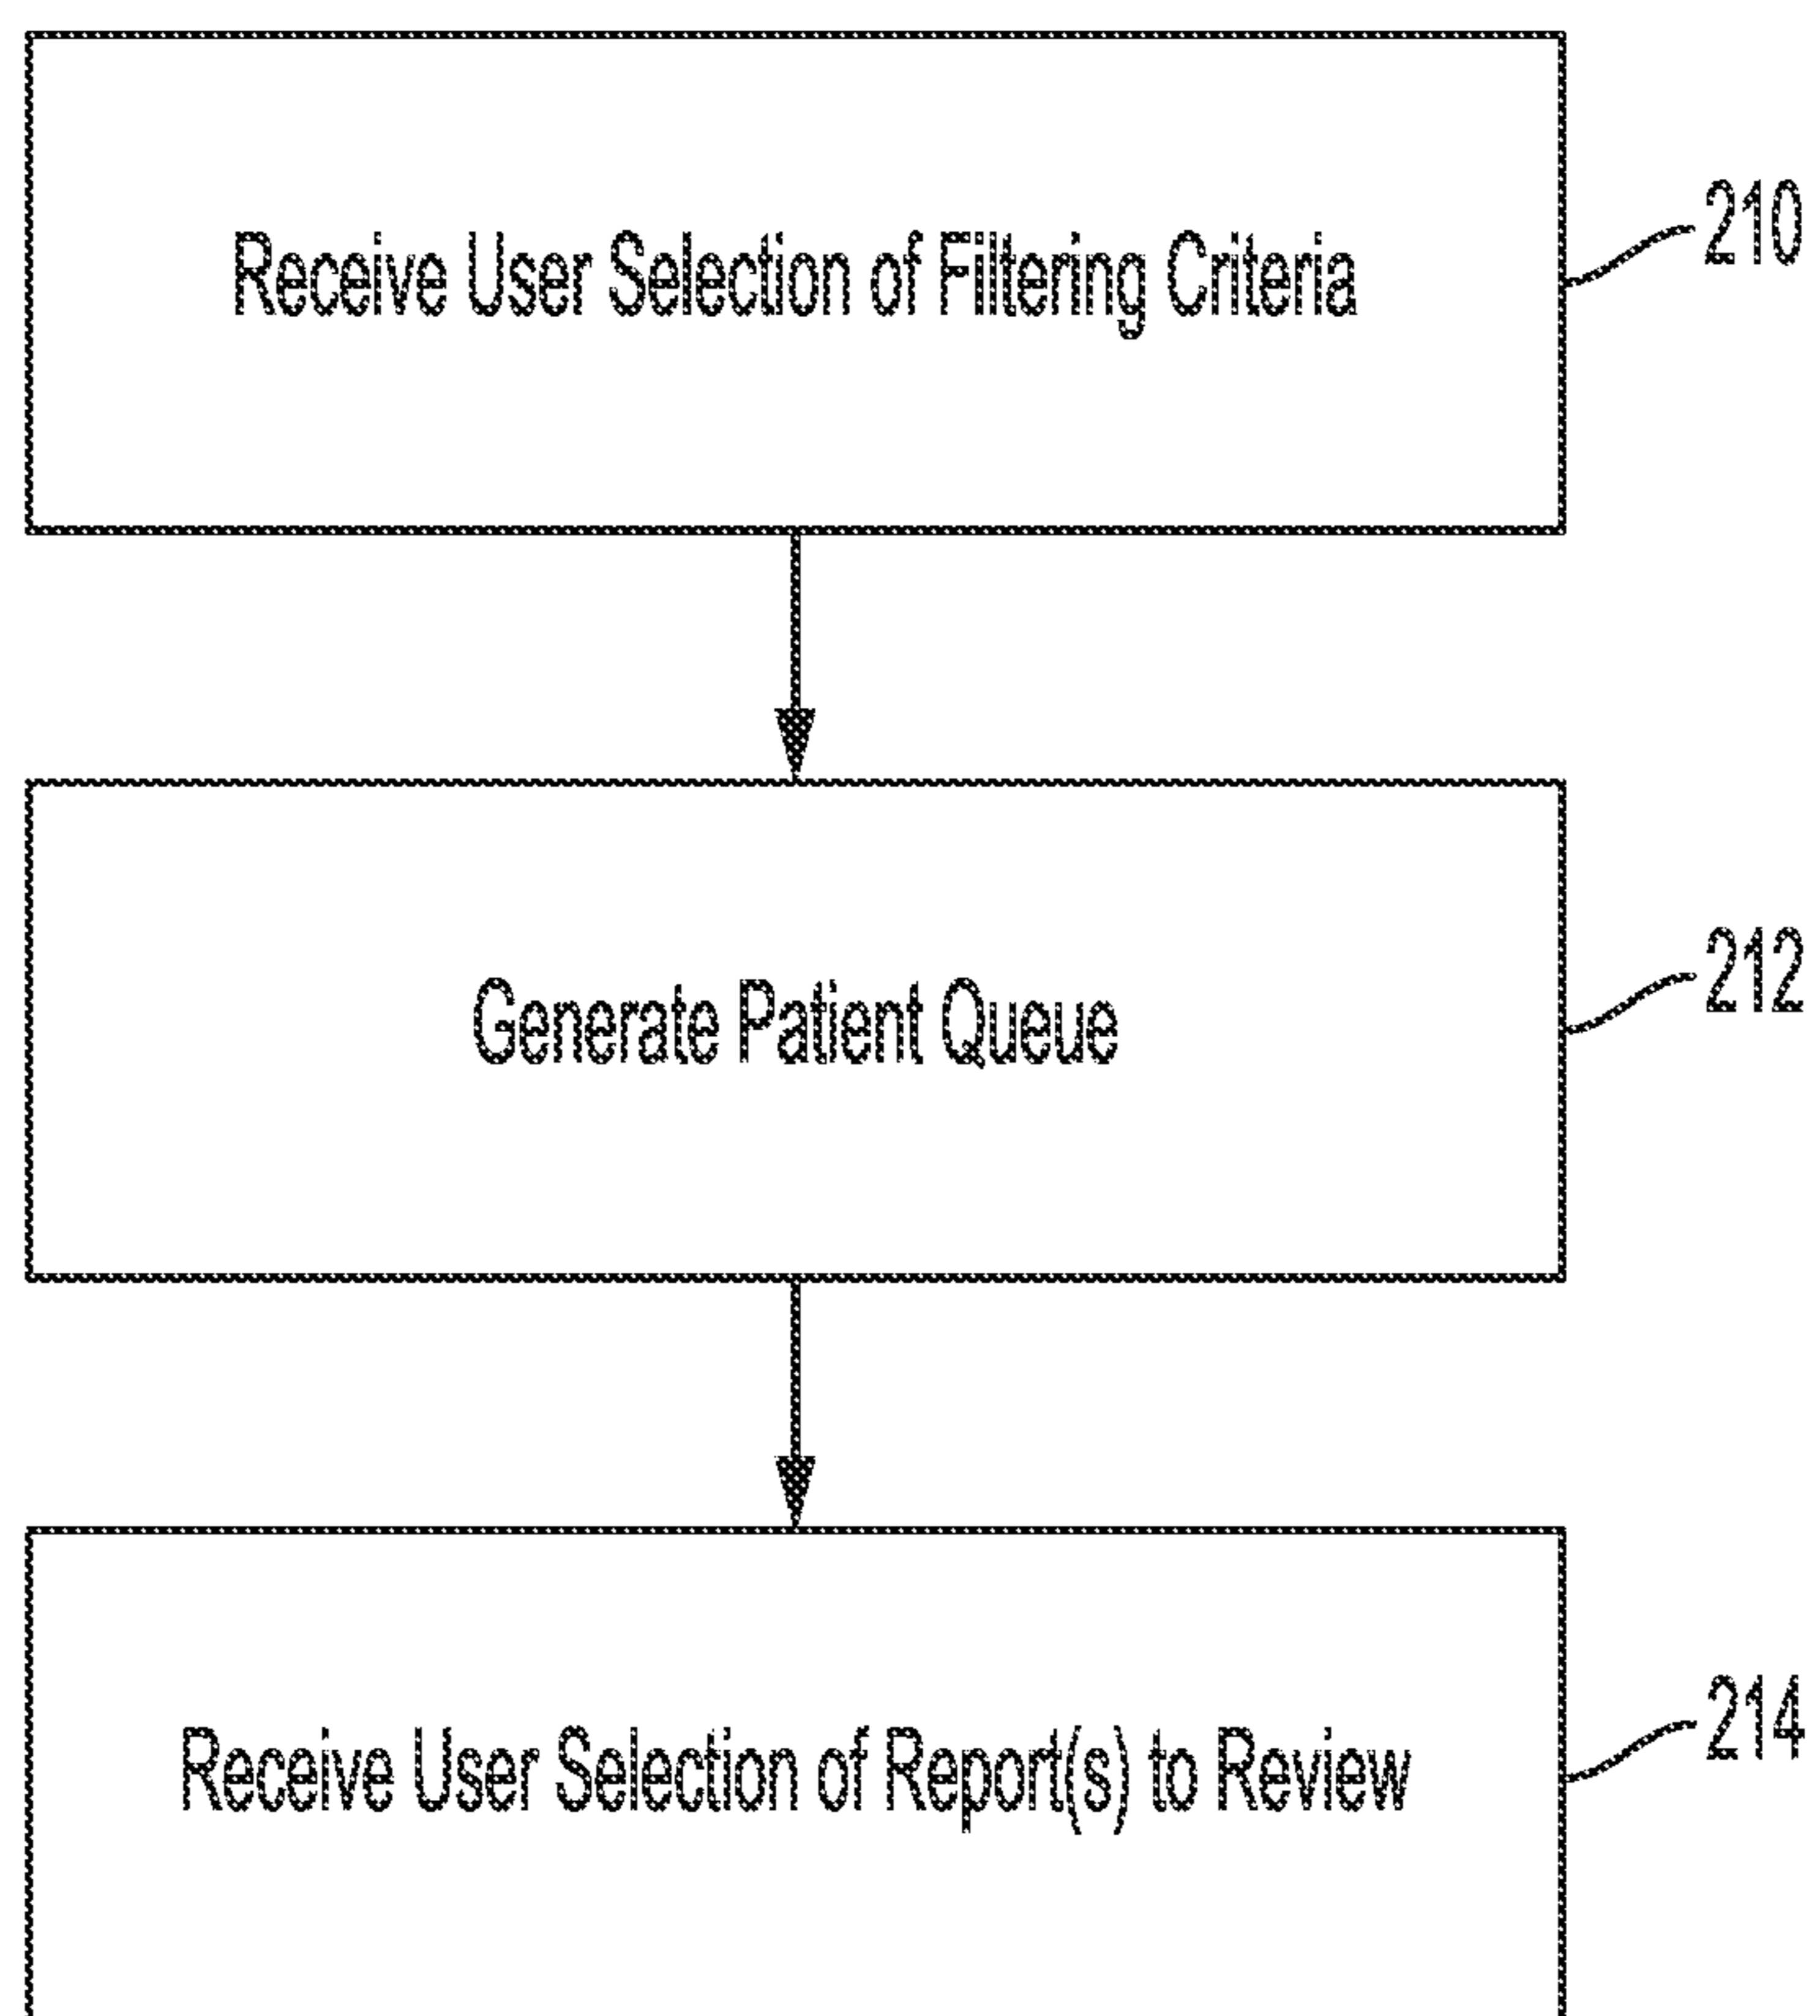 Receive User Selection of Filtering Criteria
210
Generate Patient Queue
212
Receive User Selection of Report(s) to Review
214